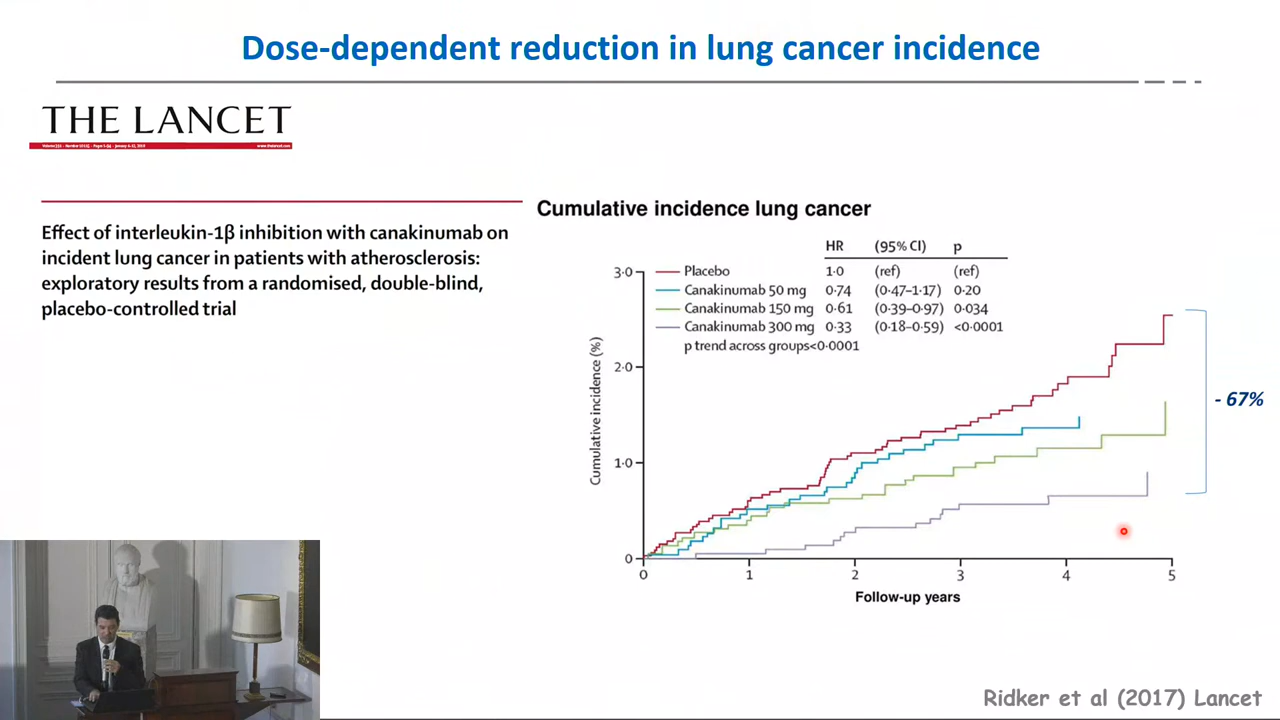 Dose-dependent reduction in lung cancer incidence
THE LANCET
www.thelancet.com
Effect of interleukin-1β inhibition with canakinumab on
incident lung cancer in patients with atherosclerosis:
exploratory results from a randomised, double-blind,
placebo-controlled trial
Cumulative incidence lung cancer
HR (95% CI) p
Placebo 1·0 (ref) (ref)
Canakinumab 50 mg 0·74 (0·47–1·17) 0·20
Canakinumab 150 mg 0·61 (0·39–0·97) 0·034
Canakinumab 300 mg 0·33 (0·18–0·59) <0·0001
p trend across groups<0·0001
Cumulative incidence (%)
3·0
2·0
1·0
0
0 1 2 3 4 5
Follow-up years
- 67%
Ridker et al (2017) Lancet